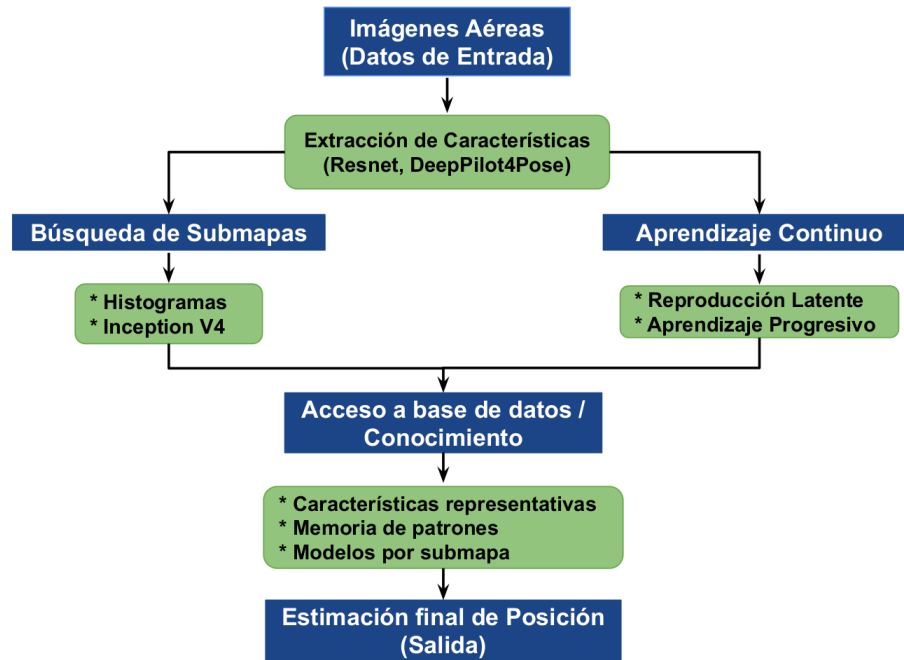 Imágenes Aéreas
(Datos de Entrada)
Extracción de Características
(Resnet, DeepPilot4Pose)
Búsqueda de Submapas
Aprendizaje Continuo
* Histogramas
* Inception V4
* Reproducción Latente
* Aprendizaje Progresivo
Acceso a base de datos /
Conocimiento
* Características representativas
* Memoria de patrones
* Modelos por submapa
Estimación final de Posición
(Salida)